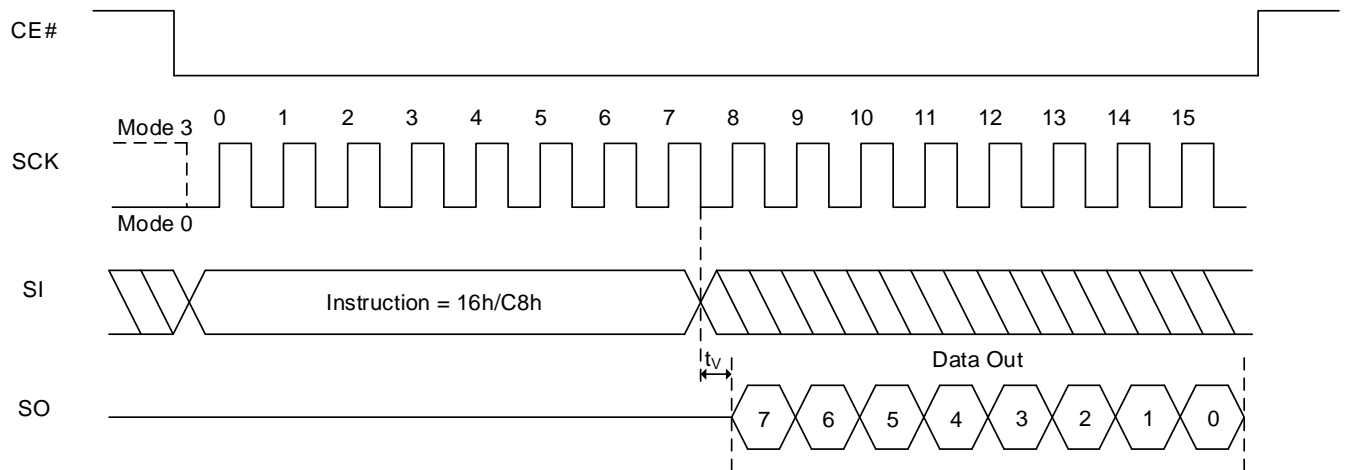 CE#
Mode 3
0 1 2 3 4 5 6 7 8 9 10 11 12 13 14 15
SCK
Mode 0
SI
Instruction = 16h/C8h
tV
Data Out
SO
7 6 5 4 3 2 1 0